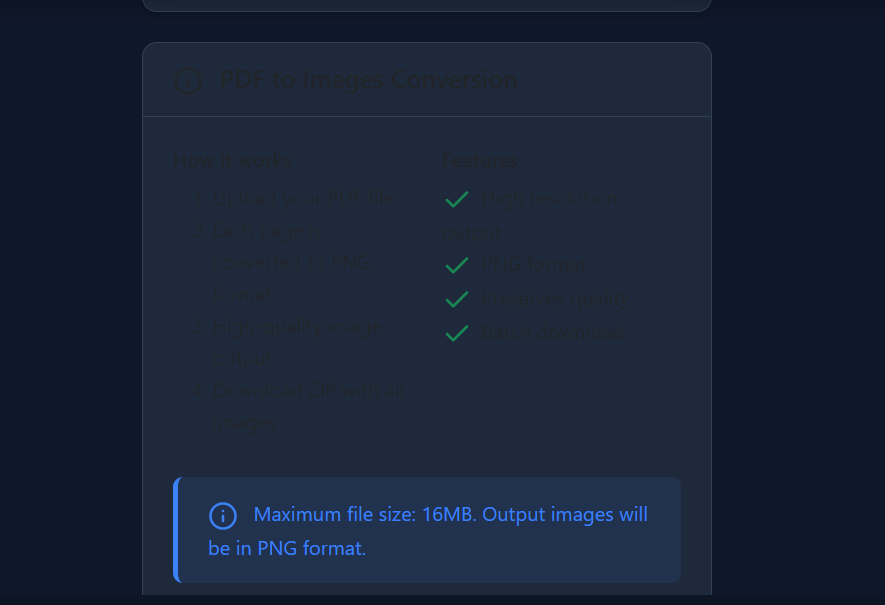 PDF to Images Conversion
How it works
1. Upload your PDF file
2. Each page is
converted to PNG
format
3. High-quality image
output
4. Download ZIP with all
images
Features
High resolution
output
PNG format
Preserves quality
Batch download
Maximum file size: 16MB. Output images will
be in PNG format.